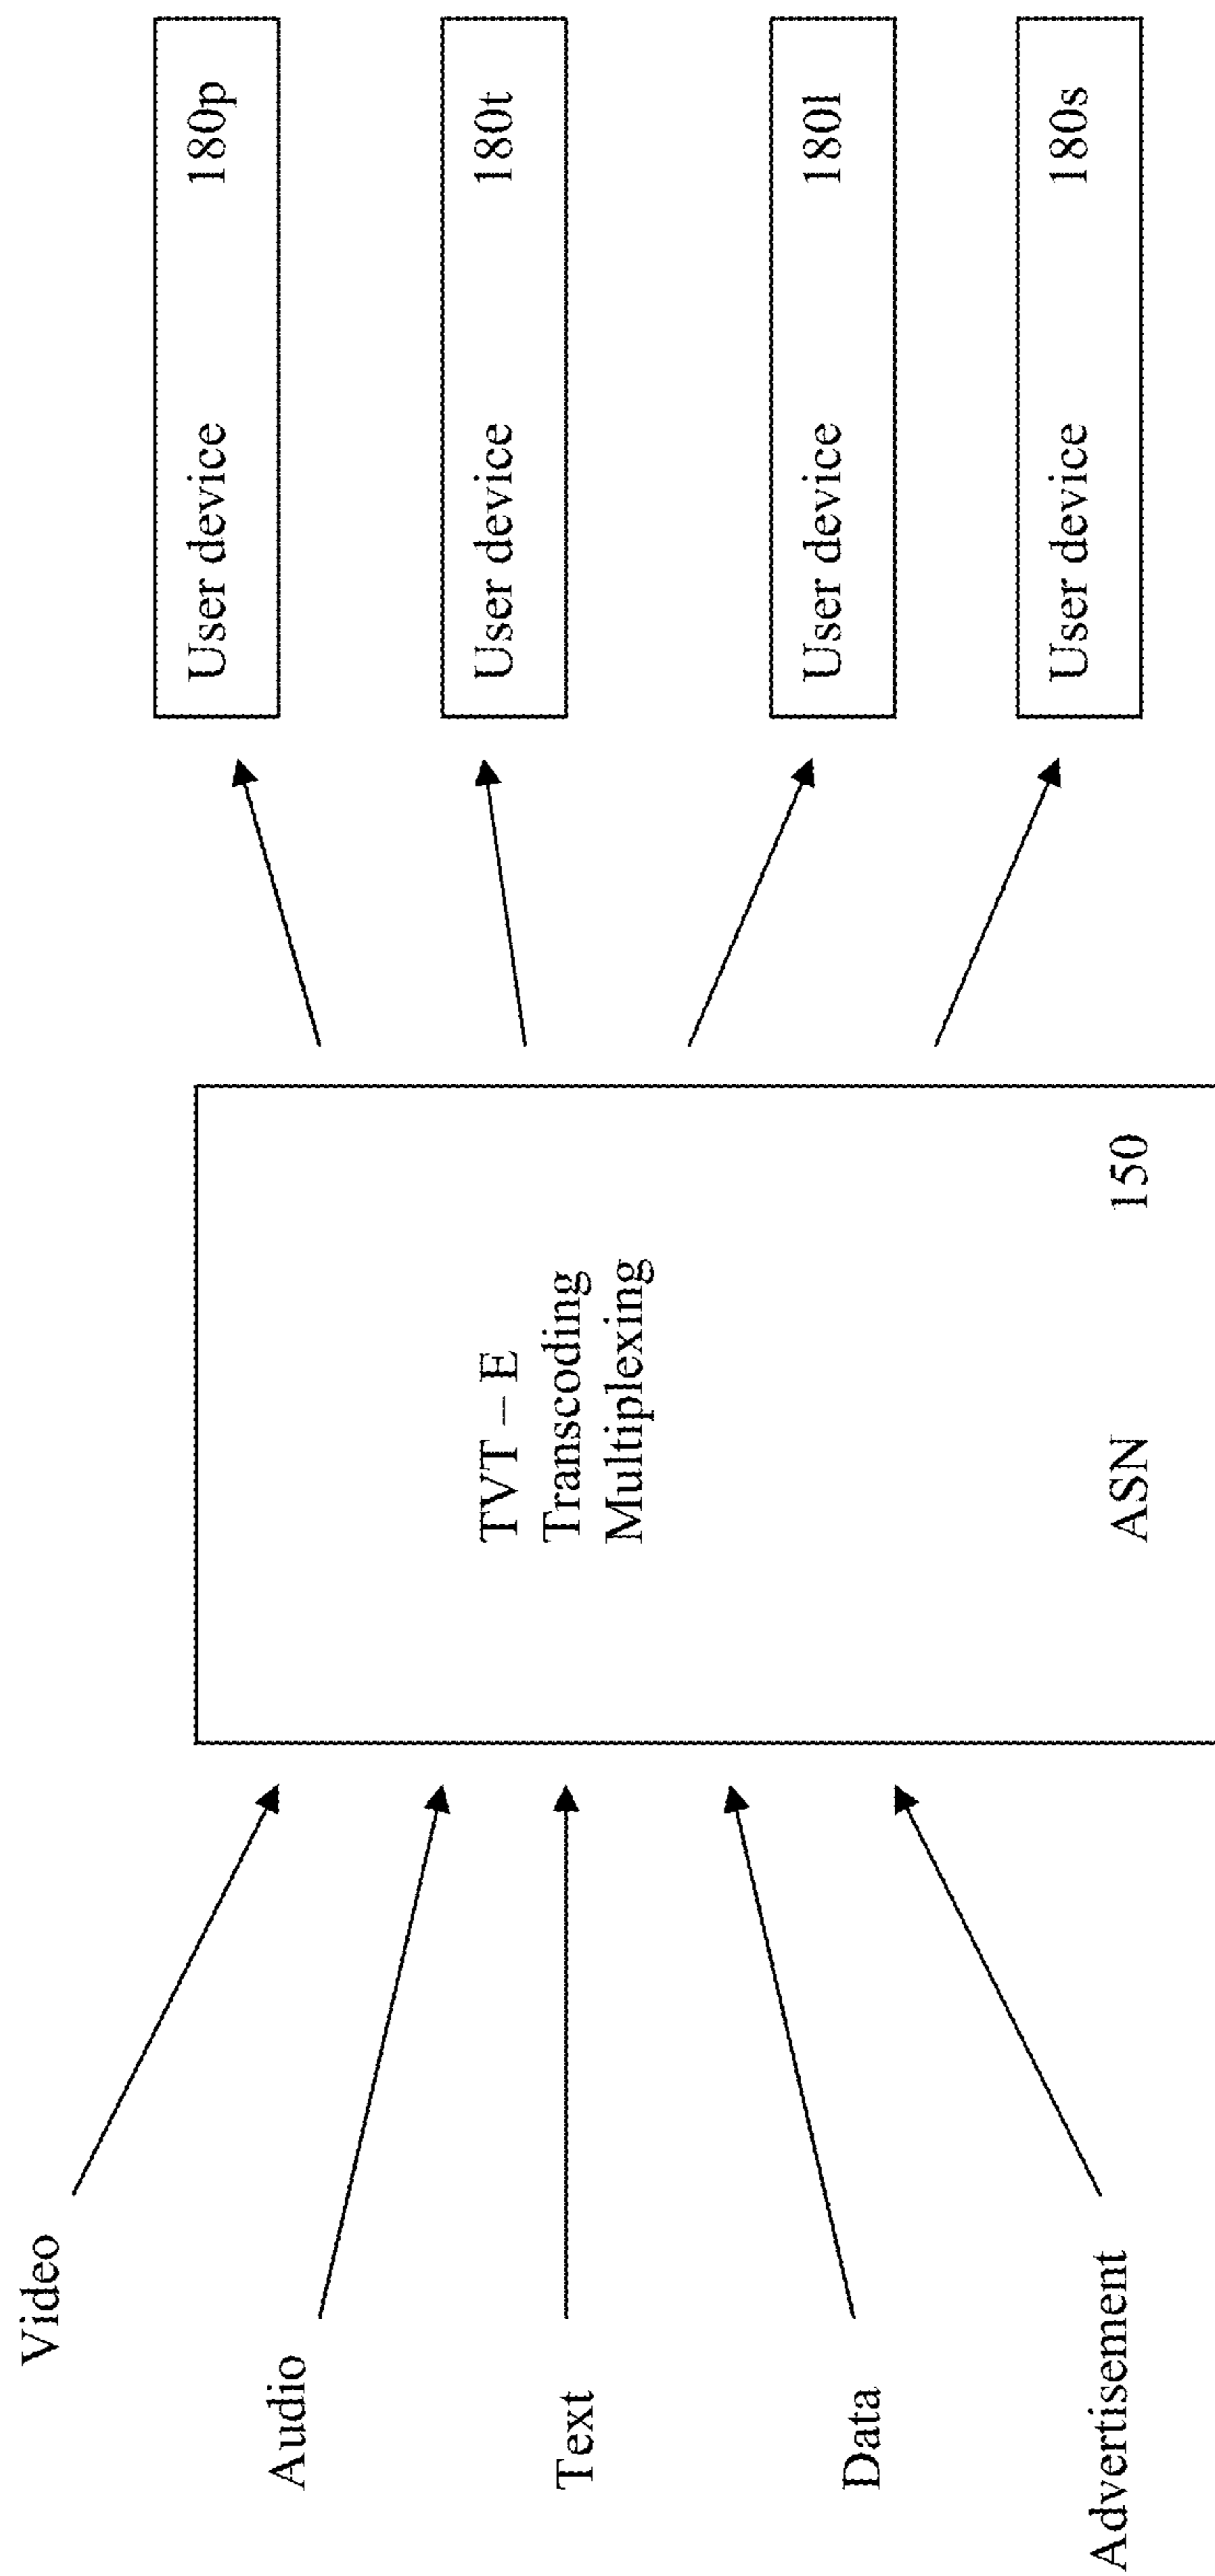 Video
Audio
Text
Data
Advertisement
TVT – E
Transcoding
Multiplexing
ASN 150
User device 180p
User device 180t
User device 180l
User device 180s